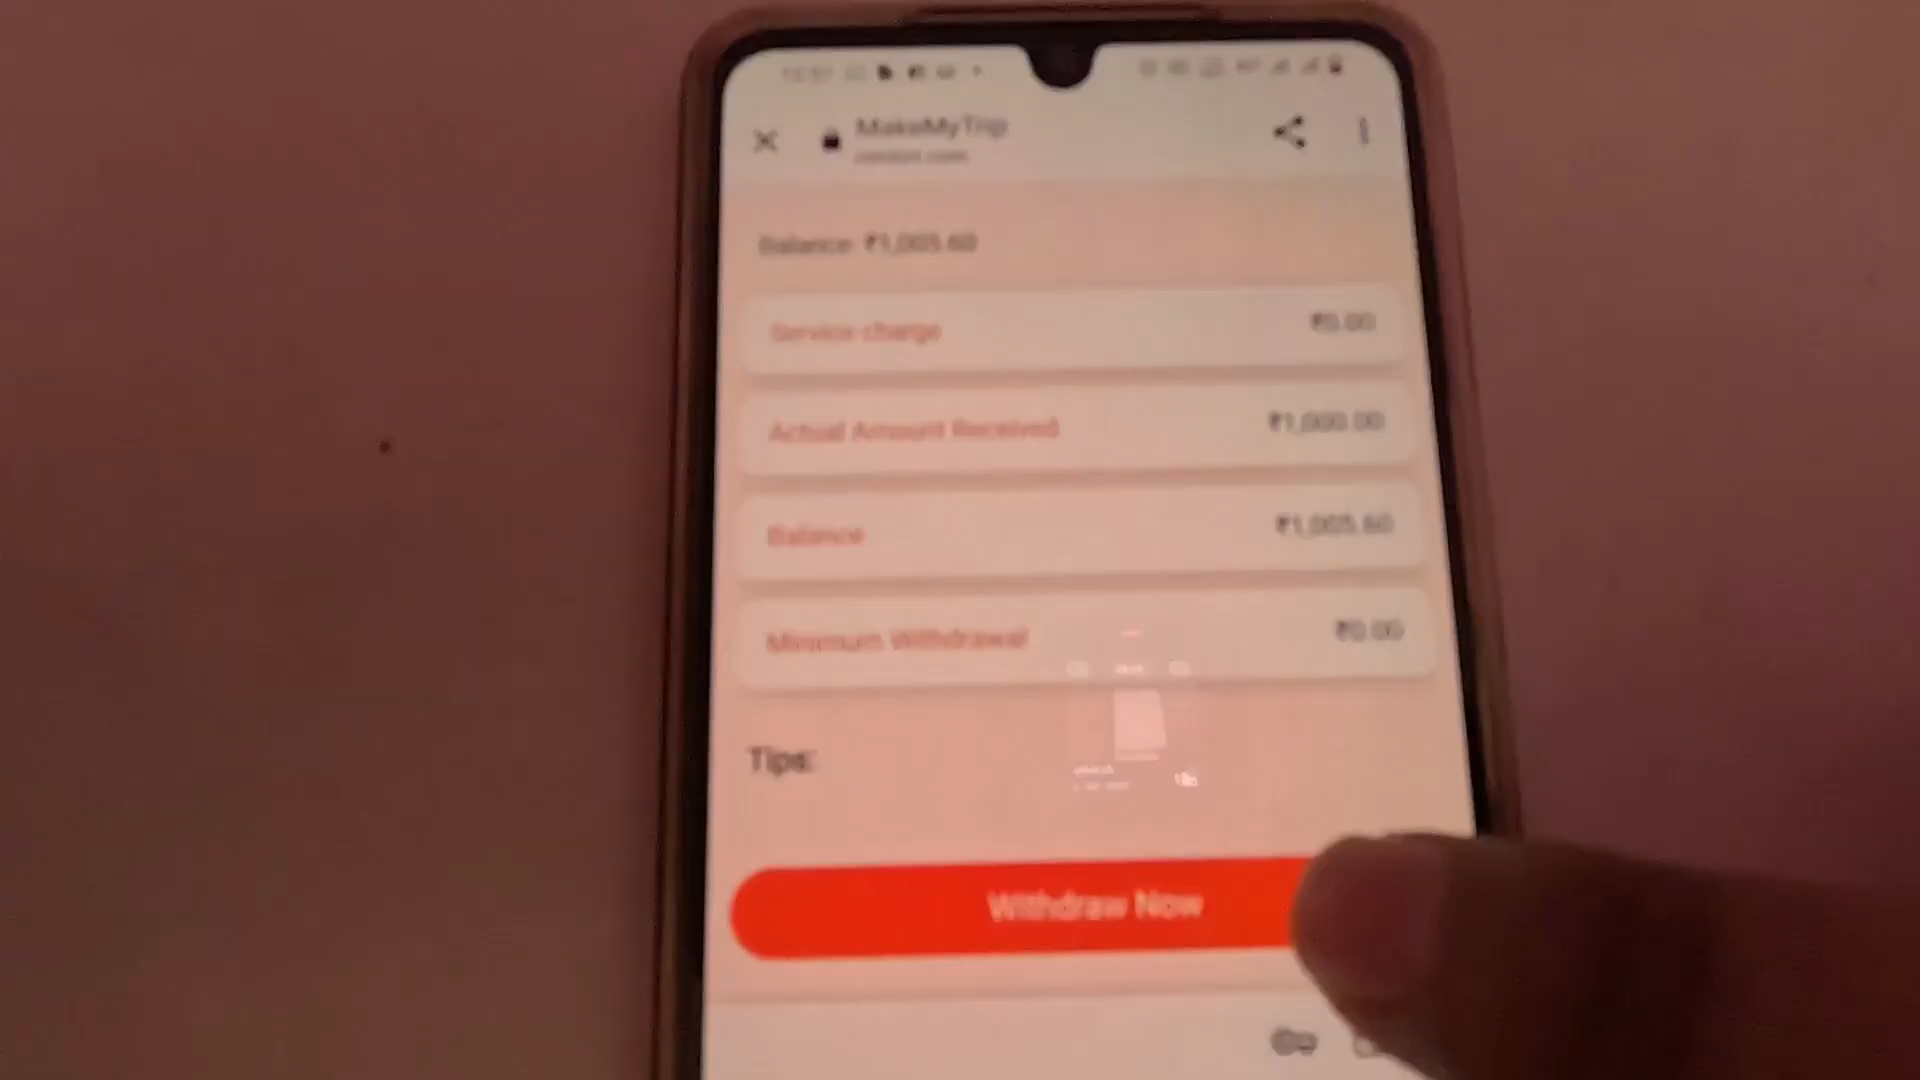 MakeMyTrip
Balance: ₹1,005.60
Service charge ₹0.00
Actual Amount Received ₹1,000.00
Balance ₹1,005.60
Minimum Withdrawal ₹0.00
Tips:
Withdraw Now